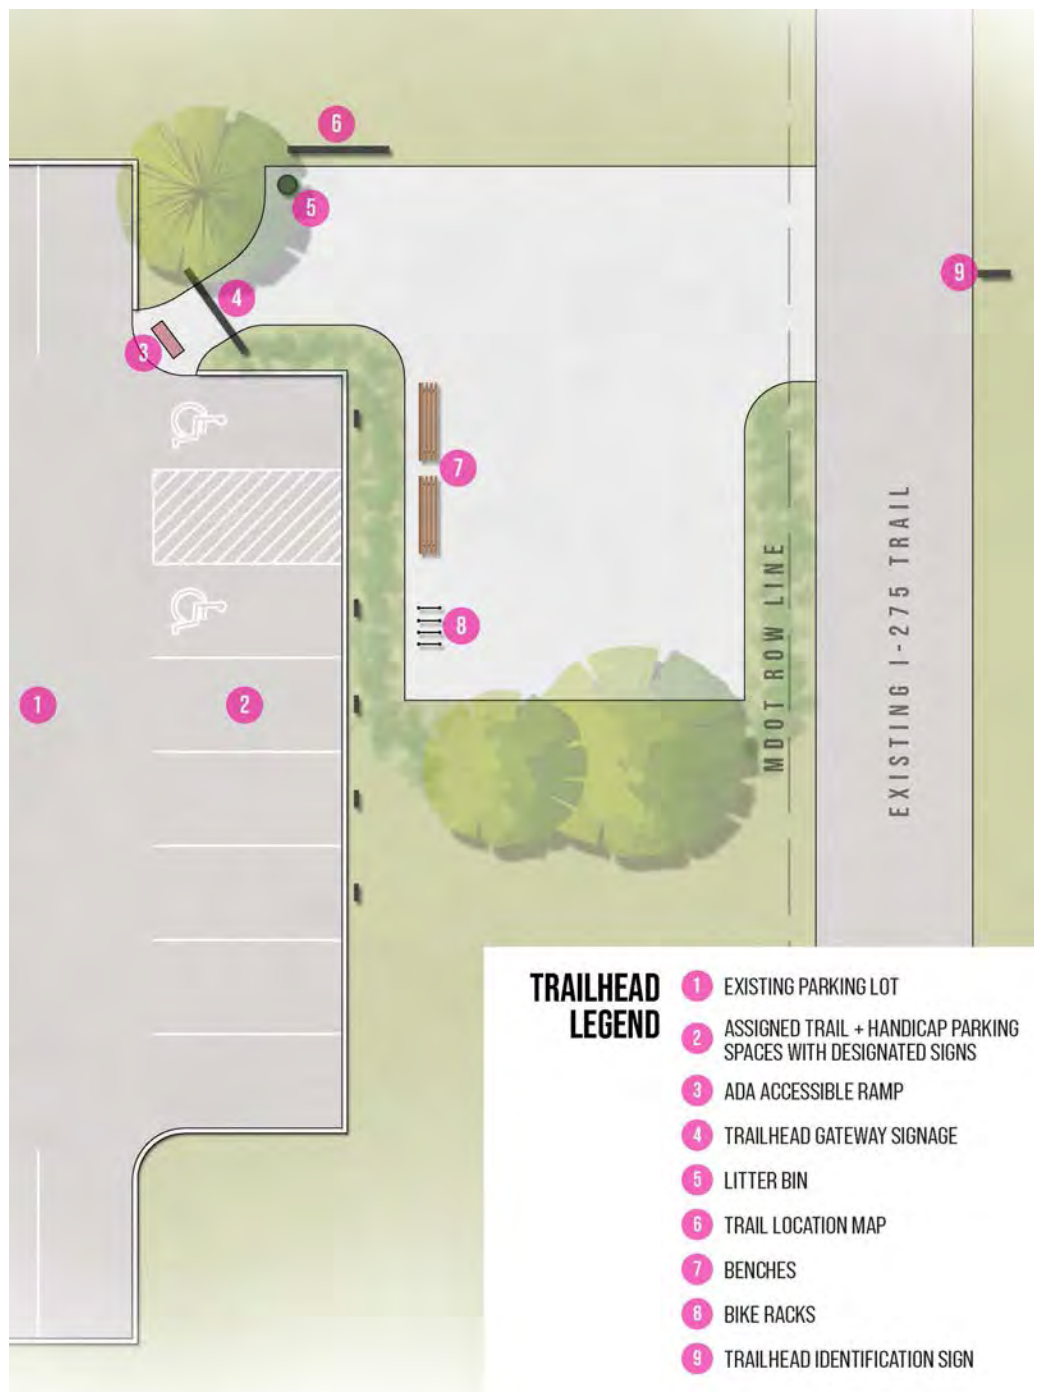 6
5
9
4
3
7
8
1
2
MDOT ROW LINE
EXISTING I-275 TRAIL
TRAILHEAD
LEGEND
1 EXISTING PARKING LOT
2 ASSIGNED TRAIL + HANDICAP PARKING
SPACES WITH DESIGNATED SIGNS
3 ADA ACCESSIBLE RAMP
4 TRAILHEAD GATEWAY SIGNAGE
5 LITTER BIN
6 TRAIL LOCATION MAP
7 BENCHES
8 BIKE RACKS
9 TRAILHEAD IDENTIFICATION SIGN